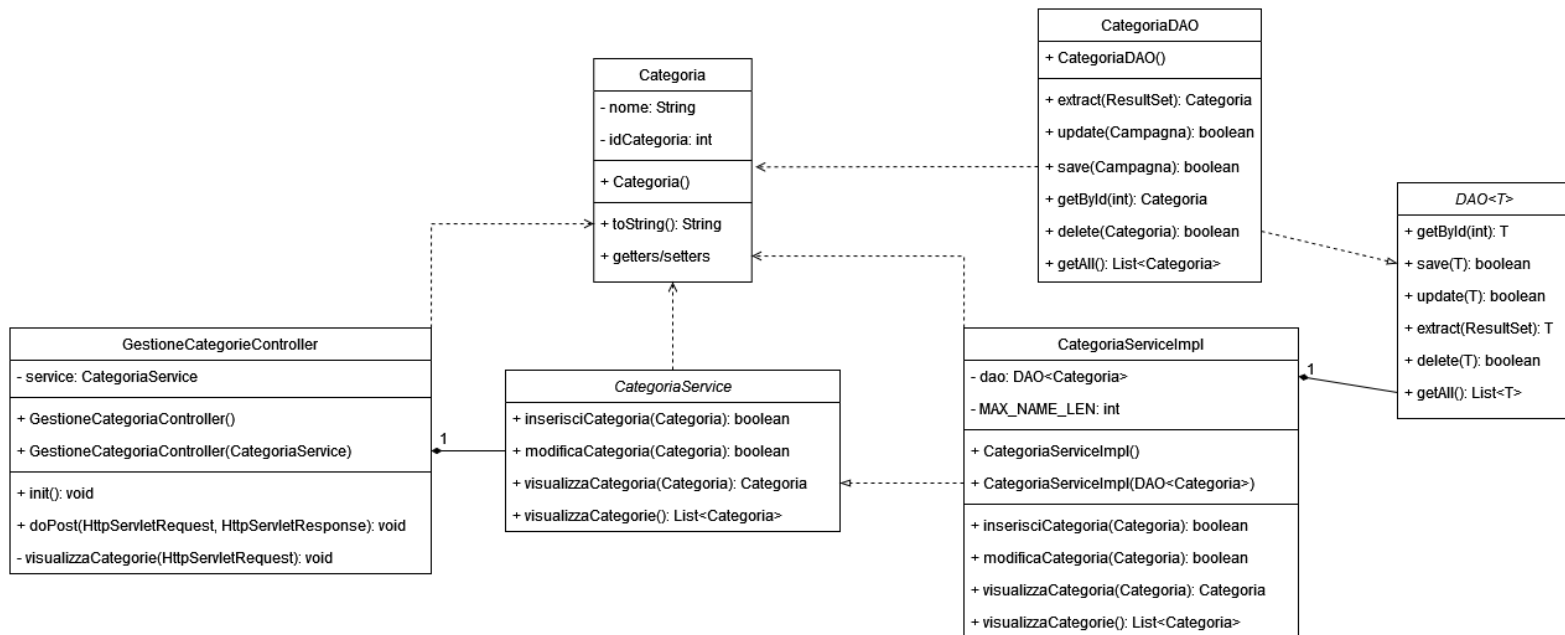 CategoriaDAO
+ CategoriaDAO()
+ extract(ResultSet): Categoria
+ update(Campagna): boolean
+ save(Campagna): boolean
+ getById(int): Categoria
+ delete(Categoria): boolean
+ getAll(): List<Categoria>
Categoria
- nome: String
- idCategoria: int
+ Categoria()
+ toString(): String
+ getters/setters
DAO<T>
+ getById(int): T
+ save(T): boolean
+ update(T): boolean
+ extract(ResultSet): T
+ delete(T): boolean
+ getAll(): List<T>
GestioneCategorieController
- service: CategoriaService
+ GestioneCategoriaController()
+ GestioneCategoriaController(CategoriaService)
+ init(): void
+ doPost(HttpServletRequest, HttpServletResponse): void
- visualizzaCategorie(HttpServletRequest): void
1
CategoriaService
+ inserisciCategoria(Categoria): boolean
+ modificaCategoria(Categoria): boolean
+ visualizzaCategoria(Categoria): Categoria
+ visualizzaCategorie(): List<Categoria>
CategoriaServiceImpl
- dao: DAO<Categoria>
- MAX_NAME_LEN: int
+ CategoriaServiceImpl()
+ CategoriaServiceImpl(DAO<Categoria>)
+ inserisciCategoria(Categoria): boolean
+ modificaCategoria(Categoria): boolean
+ visualizzaCategoria(Categoria): Categoria
+ visualizzaCategorie(): List<Categoria>
1